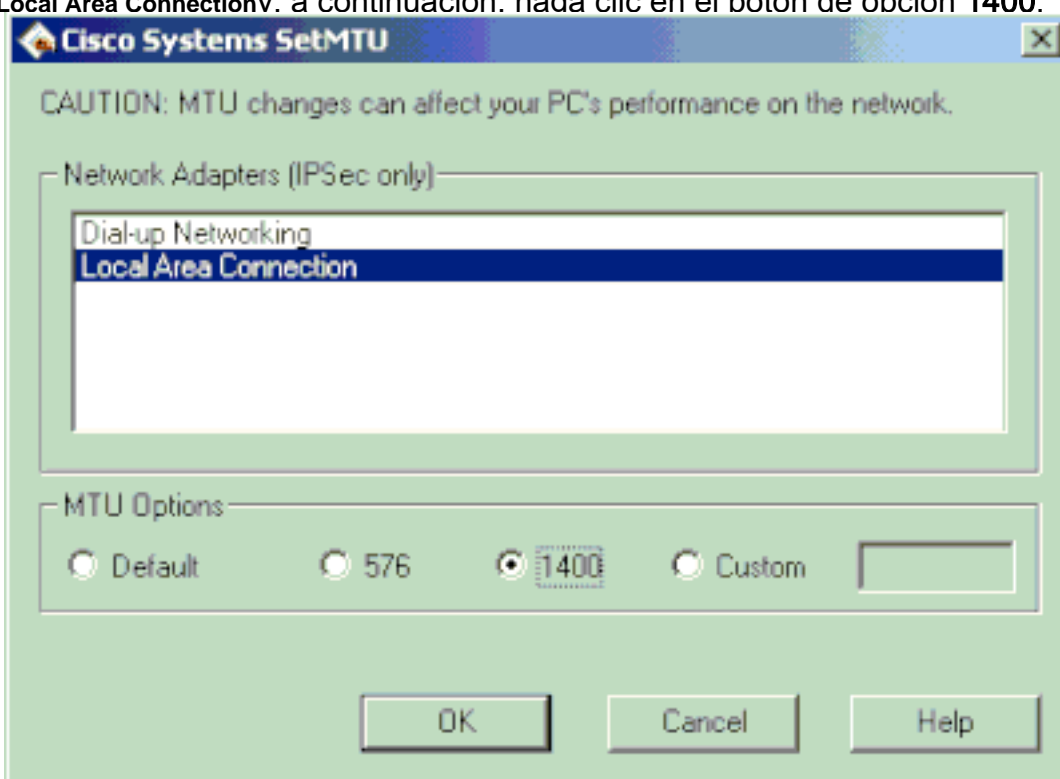 Local Area Connectiony. a continuación. haga clic en el botón de opción 1400.
Cisco Systems SetMTU
CAUTION: MTU changes can affect your PC's performance on the network.
Network Adapters (IPSec only)
Dial-up Networking
Local Area Connection
MTU Options
Default 576 1400 Custom
OK Cancel Help